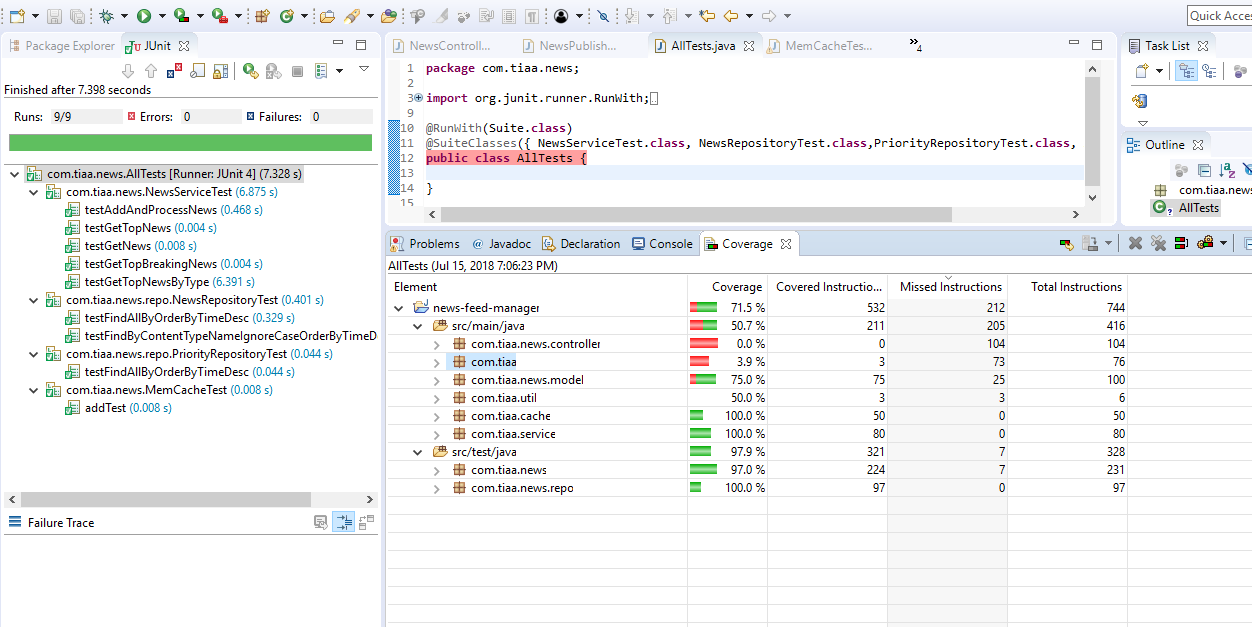 Quick Acces
Package Explorer
JUnit
NewsControll...
NewsPublish...
AllTests.java
MemCacheTes...
4
Task List
Finished after 7.398 seconds
Runs: 9/9
Errors: 0
Failures: 0
com.tiaa.news.AllTests [Runner: JUnit 4] (7.328 s)
com.tiaa.news.NewsServiceTest (6.875 s)
testAddAndProcessNews (0.468 s)
testGetTopNews (0.004 s)
testGetNews (0.008 s)
testGetTopBreakingNews (0.004 s)
testGetTopNewsByType (6.391 s)
com.tiaa.news.repo.NewsRepositoryTest (0.401 s)
testFindAllByOrderByTimeDesc (0.329 s)
testFindByContentTypeNameIgnoreCaseOrderByTimeD
com.tiaa.news.repo.PriorityRepositoryTest (0.044 s)
testFindAllByOrderByTimeDesc (0.044 s)
com.tiaa.news.MemCacheTest (0.008 s)
addTest (0.008 s)
Failure Trace
1 package com.tiaa.news;
2
3 import org.junit.runner.RunWith;
9
10 @RunWith(Suite.class)
11 @SuiteClasses({ NewsServiceTest.class, NewsRepositoryTest.class,PriorityRepositoryTest.class,
12 public class AllTests {
13
14 }
15
Outline
com.tiaa.news
AllTests
Problems
Javadoc
Declaration
Console
Coverage
AllTests (Jul 15, 2018 7:06:23 PM)
Element Coverage Covered Instructio... Missed Instructions Total Instructions
news-feed-manager 71.5 % 532 212 744
src/main/java 50.7 % 211 205 416
com.tiaa.news.controller 0.0 % 0 104 104
com.tiaa 3.9 % 3 73 76
com.tiaa.news.model 75.0 % 75 25 100
com.tiaa.util 50.0 % 3 3 6
com.tiaa.cache 100.0 % 50 0 50
com.tiaa.service 100.0 % 80 0 80
src/test/java 97.9 % 321 7 328
com.tiaa.news 97.0 % 224 7 231
com.tiaa.news.repo 100.0 % 97 0 97